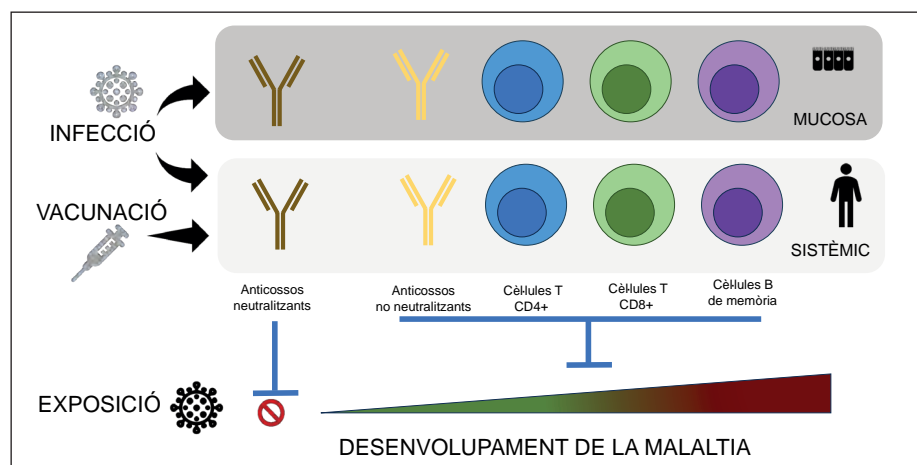 INFECCIÓ
MUCOSA
VACUNACIÓ
SISTÈMIC
Anticossos
neutralitzants
Anticossos
no neutralitzants
Cèl·lules T
CD4+
Cèl·lules T
CD8+
Cèl·lules B
de memòria
EXPOSICIÓ
DESENVOLUPAMENT DE LA MALALTIA